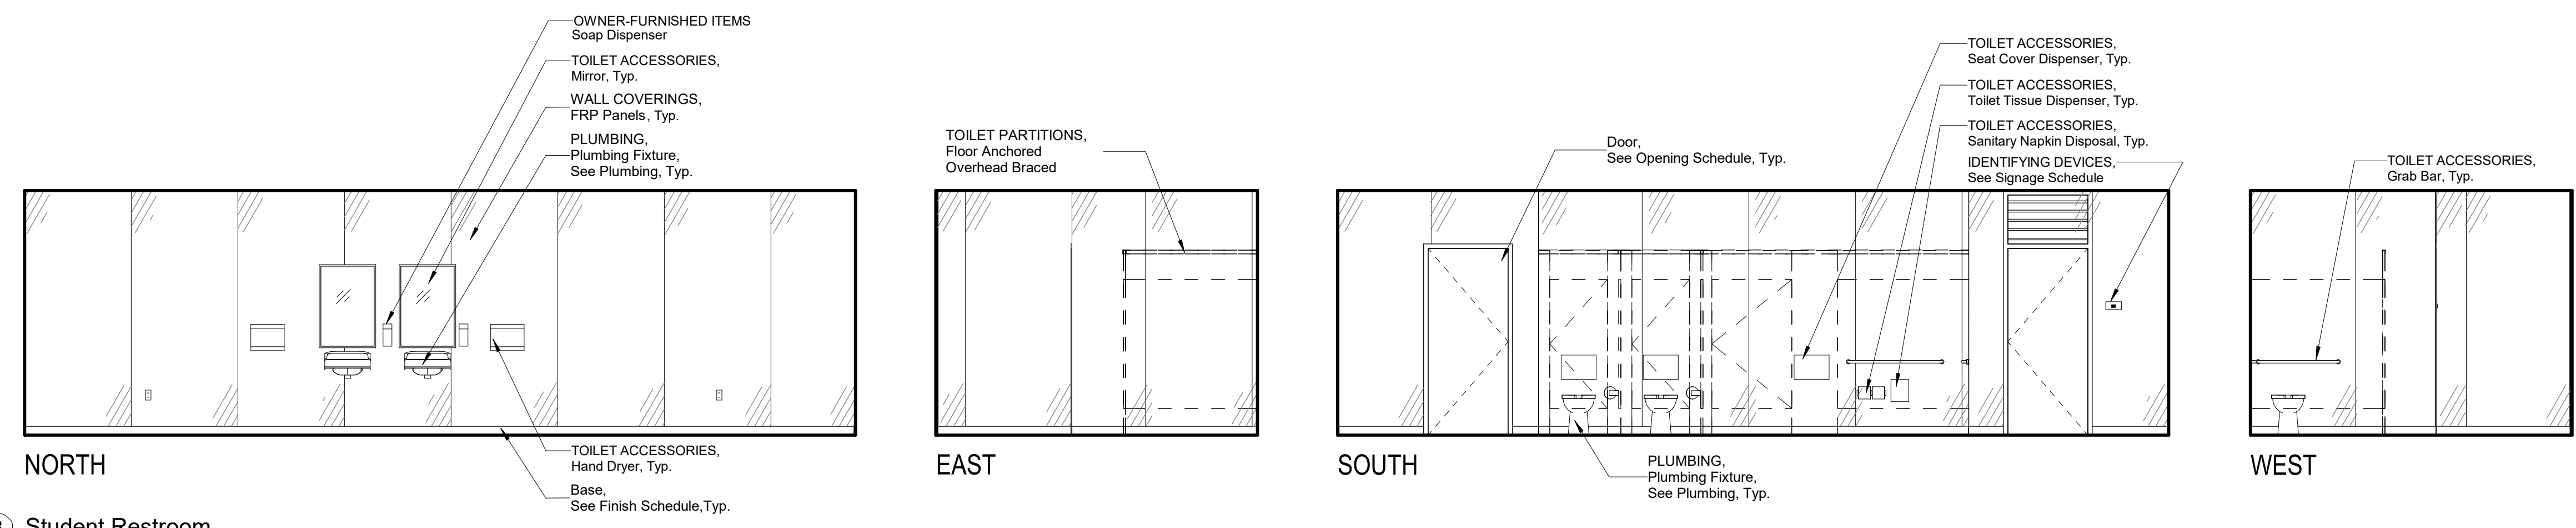 OWNER-FURNISHED ITEMS
Soap Dispenser
TOILET ACCESSORIES,
Mirror, Typ.
WALL COVERINGS,
FRP Panels, Typ.
PLUMBING,
Plumbing Fixture,
See Plumbing, Typ.
TOILET ACCESSORIES,
Hand Dryer, Typ.
Base,
See Finish Schedule,Typ.
NORTH
TOILET PARTITIONS,
Floor Anchored
Overhead Braced
EAST
Door,
See Opening Schedule, Typ.
TOILET ACCESSORIES,
Seat Cover Dispenser, Typ.
TOILET ACCESSORIES,
Toilet Tissue Dispenser, Typ.
TOILET ACCESSORIES,
Sanitary Napkin Disposal, Typ.
IDENTIFYING DEVICES,
See Signage Schedule
PLUMBING,
Plumbing Fixture,
See Plumbing, Typ.
SOUTH
TOILET ACCESSORIES,
Grab Bar, Typ.
WEST
Student Restroom